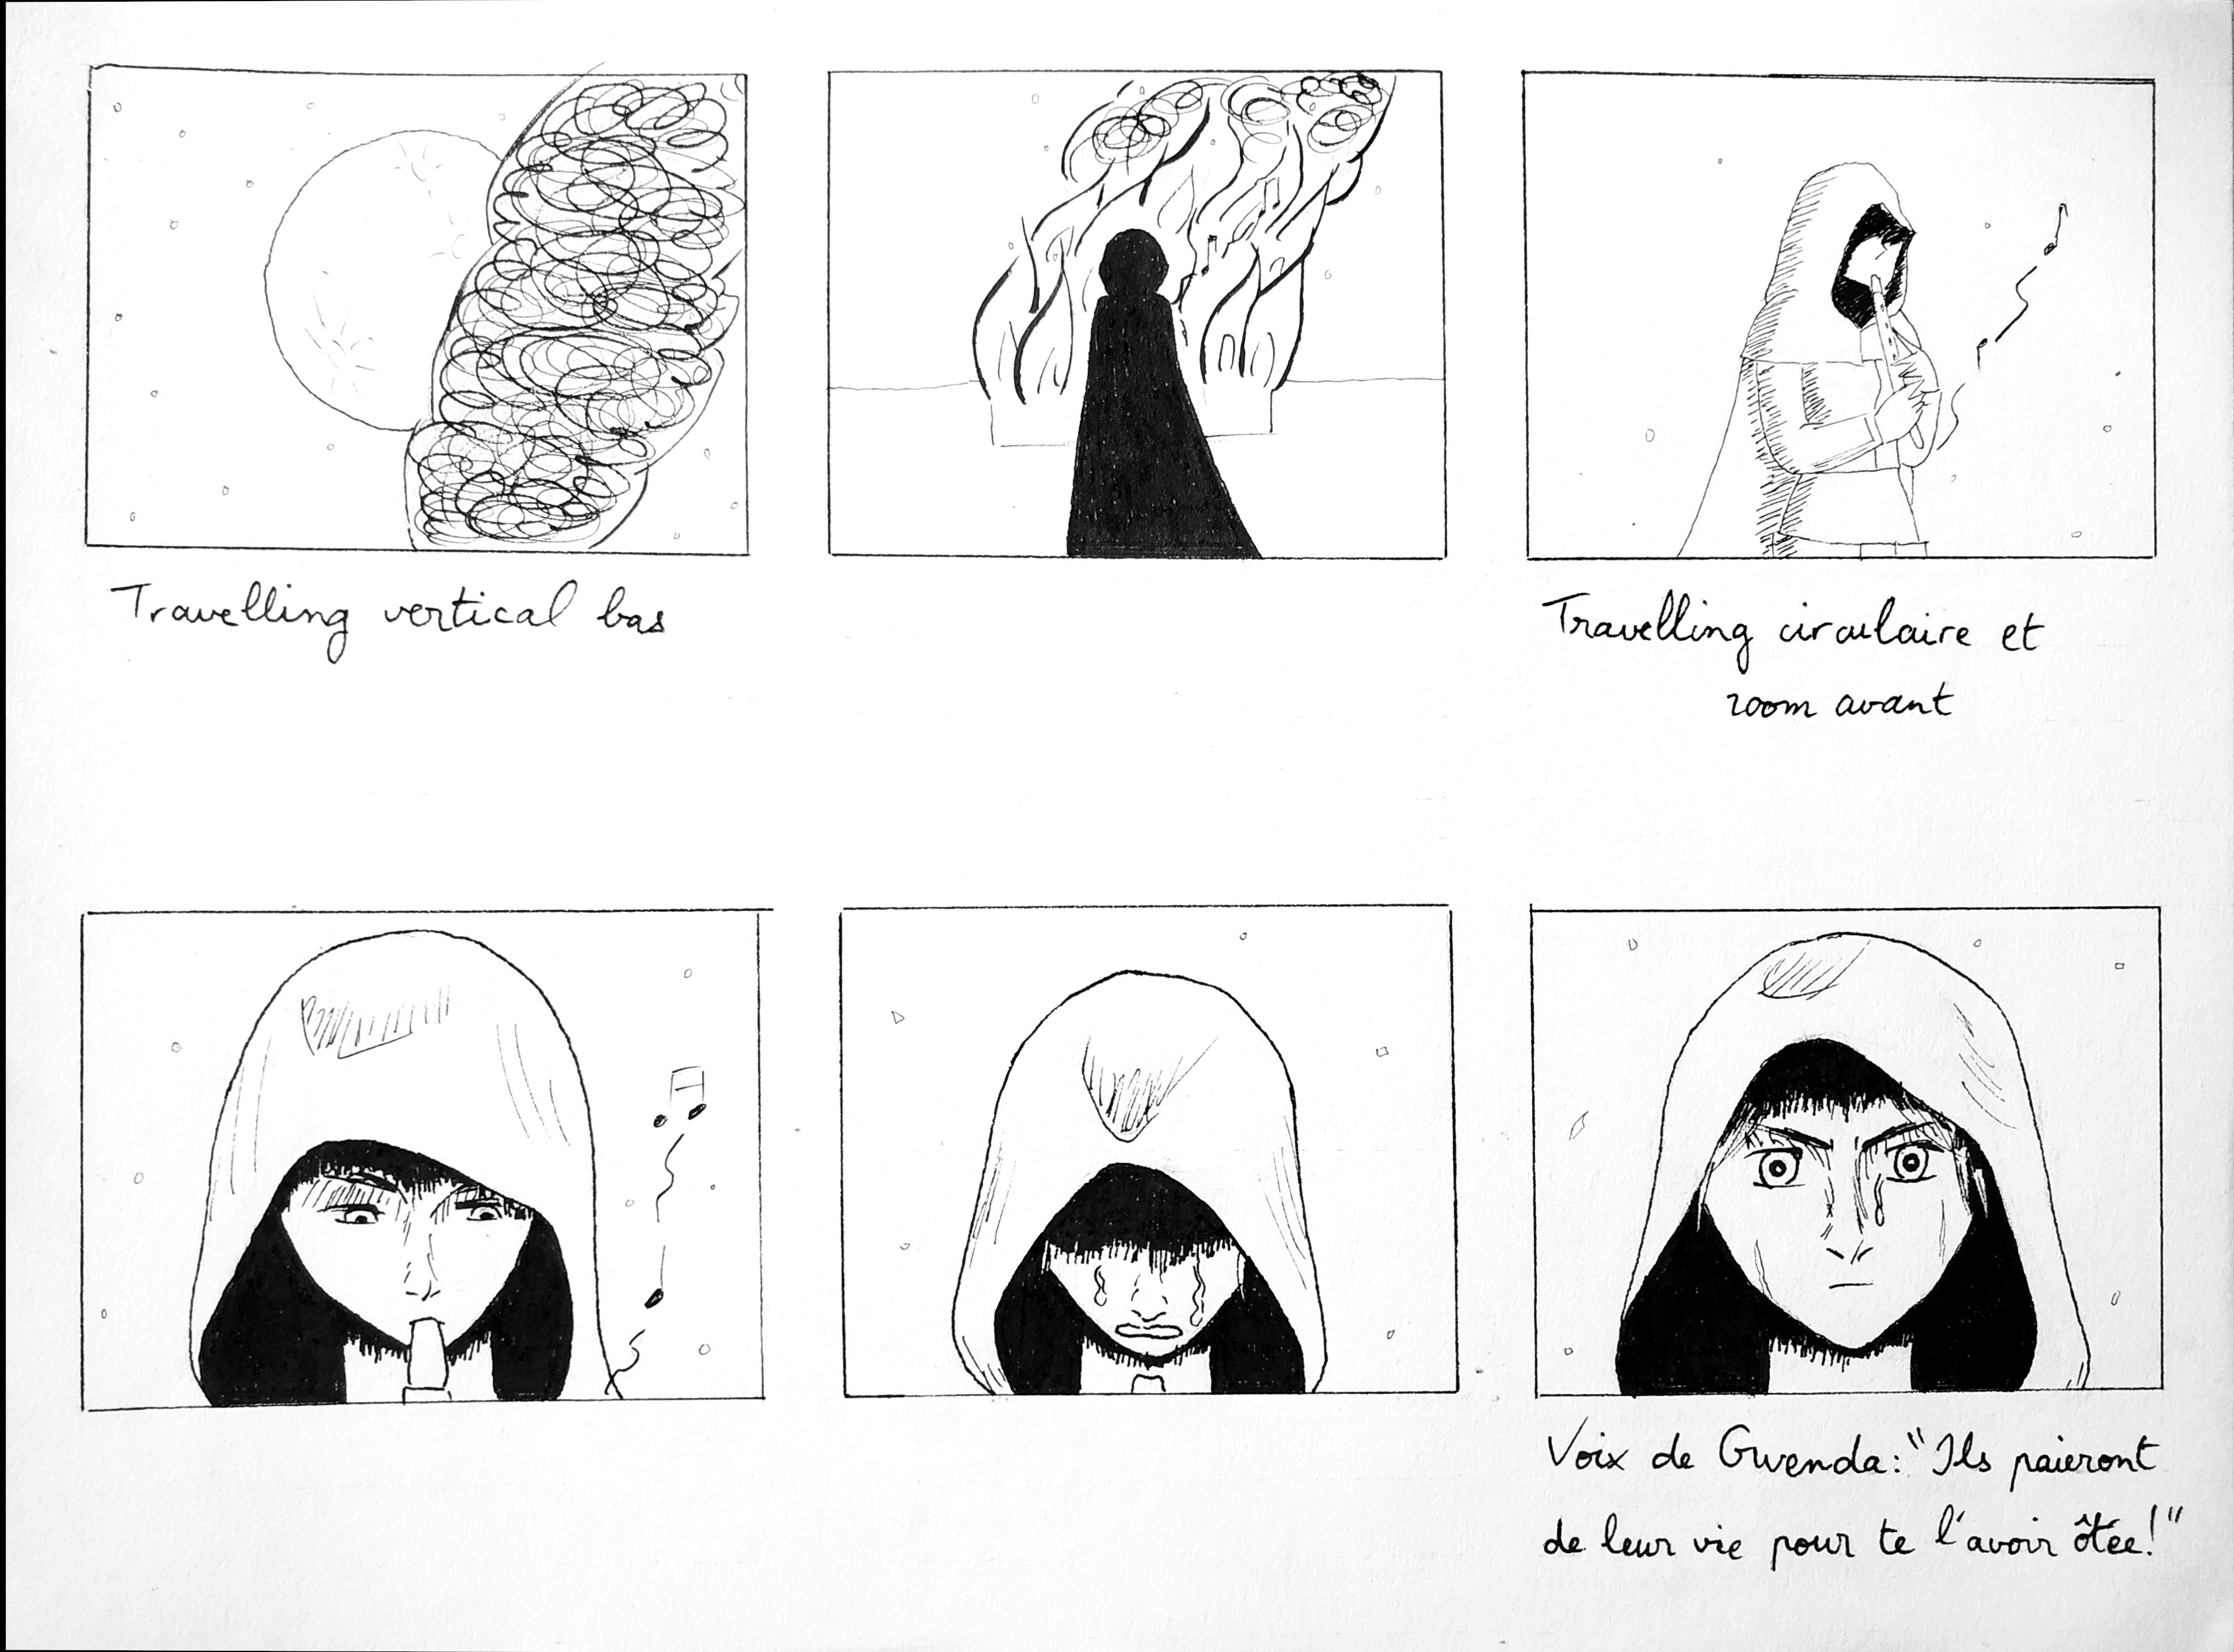 Travelling vertical bas
Travelling circulaire et
zoom avant
Voix de Gwenda: "Ils paieront
de leur vie pour te l'avoir ôtée!"